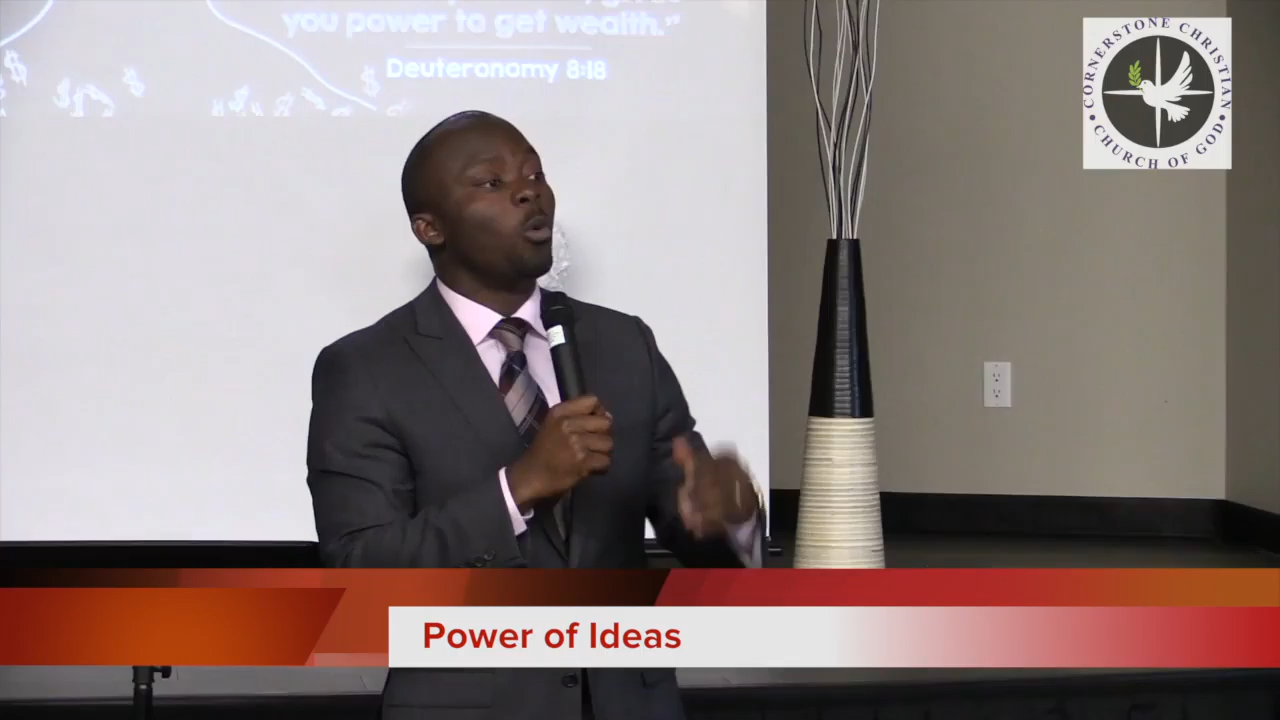 you power to get wealth."
Deuteronomy 8:18
CORNERSTONE CHRISTIAN
CHURCH OF GOD
Power of Ideas